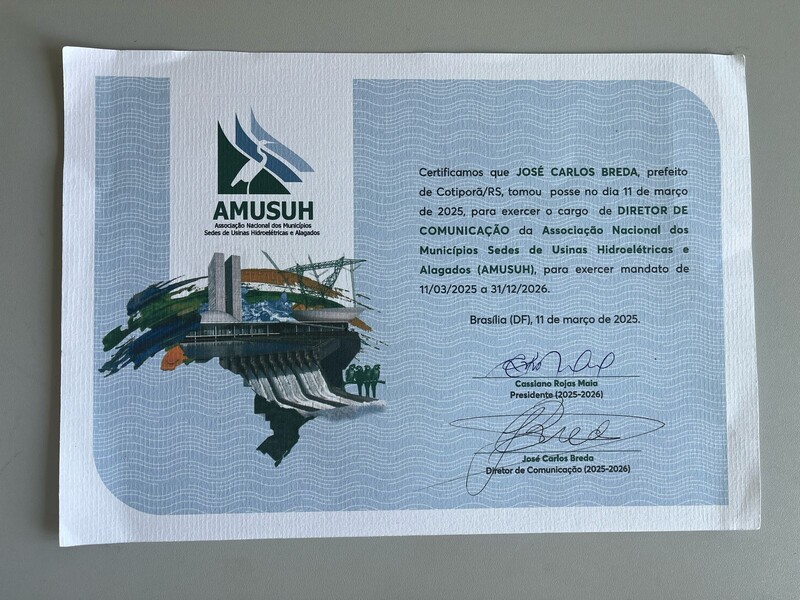 AMUSUH
Associação Nacional dos Municípios
Sedes de Usinas Hidroelétricas e Alagados
Certificamos que JOSÉ CARLOS BREDA, prefeito
de Cotiporã/RS, tomou posse no dia 11 de março
de 2025, para exercer o cargo de DIRETOR DE
COMUNICAÇÃO da Associação Nacional dos
Municípios Sedes de Usinas Hidroelétricas e
Alagados (AMUSUH), para exercer mandato de
11/03/2025 a 31/12/2026.
Brasília (DF), 11 de março de 2025.
Cassiano Rojas Maia
Presidente (2025-2026)
José Carlos Breda
Diretor de Comunicação (2025-2026)